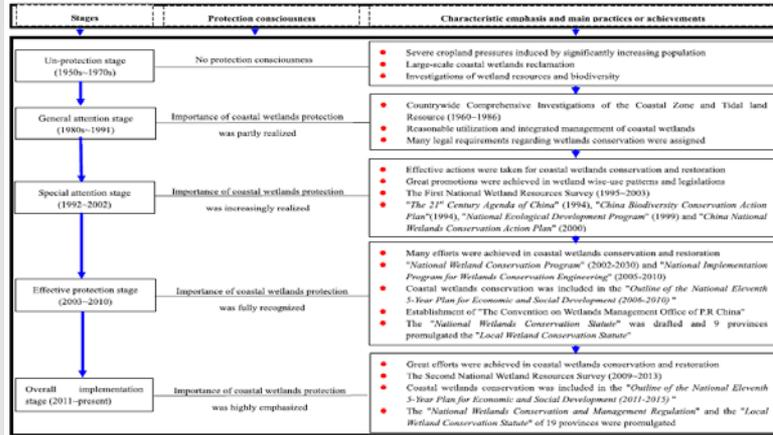 Stages
Protection consciousness
Characteristic emphasis and main practices or achievements
Un-protection stage
(1950s~1970s)
No protection consciousness
Severe cropland pressures induced by significantly increasing population
Large-scale coastal wetlands reclamation
Investigations of wetland resources and biodiversity
General attention stage
(1980s~1991)
Importance of coastal wetlands protection
was partly realized
Countrywide Comprehensive Investigations of the Coastal Zone and Tidal land
Resource (1960~1986)
Reasonable utilization and integrated management of coastal wetlands
Many legal requirements regarding wetlands conservation were assigned
Special attention stage
(1992~2002)
Importance of coastal wetlands protection
was increasingly realized
Effective actions were taken for coastal wetlands conservation and restoration
Great promotions were achieved in wetland wise-use patterns and legislations
The First National Wetland Resources Survey (1995~2003)
"The 21st Century Agenda of China" (1994), "China Biodiversity Conservation Action
Plan"(1994), "National Ecological Development Program" (1999) and "China National
Wetlands Conservation Action Plan" (2000)
Effective protection stage
(2003~2010)
Importance of coastal wetlands protection
was fully recognized
Many efforts were achieved in coastal wetlands conservation and restoration
"National Wetland Conservation Program" (2002-2030) and "National Implementation
Program for Wetlands Conservation Engineering" (2005-2010)
Coastal wetlands conservation was included in the "Outline of the National Eleventh
5-Year Plan for Economic and Social Development (2006-2010) "
Establishment of "The Convention on Wetlands Management Office of P.R China"
The "National Wetlands Conservation Statute" was drafted and 9 provinces
promulgated the "Local Wetland Conservation Statute"
Overall implementation
stage (2011~present)
Importance of coastal wetlands protection
was highly emphasized
Great efforts were achieved in coastal wetlands conservation and restoration
The Second National Wetland Resources Survey (2009~2013)
Coastal wetlands conservation was included in the "Outline of the National Eleventh
5-Year Plan for Economic and Social Development (2011-2015) "
The "National Wetlands Conservation and Management Regulation" and the "Local
Wetland Conservation Statute" of 19 provinces were promulgated